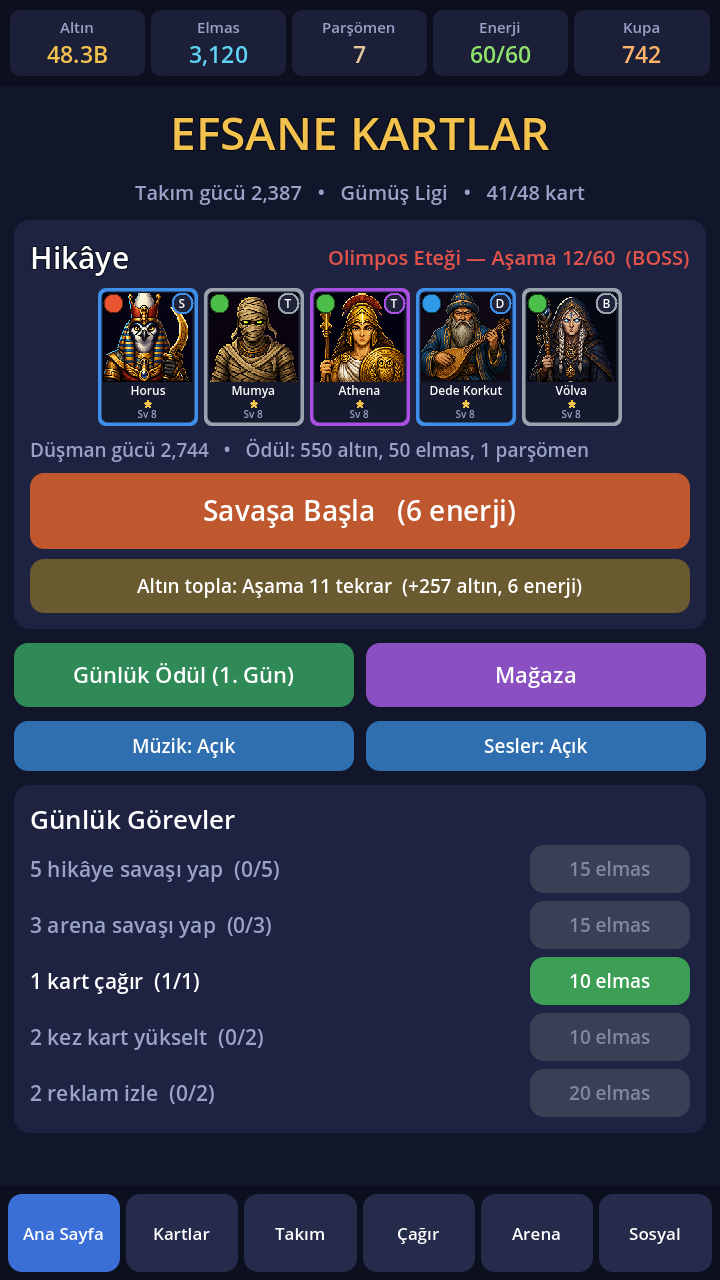 Altın Elmas Parşömen Enerji Kupa
48.3B 3,120 7 60/60 742
EFSANE KARTLAR
Takım gücü 2,387 • Gümüş Ligi • 41/48 kart
Hikâye Olimpos Eteği — Aşama 12/60 (BOSS)
S T T D B
Horus Mumya Athena Dede Korkut Völva
Sv 8 Sv 8 Sv 8 Sv 8 Sv 8
Düşman gücü 2,744 • Ödül: 550 altın, 50 elmas, 1 parşömen
Savaşa Başla (6 enerji)
Altın topla: Aşama 11 tekrar (+257 altın, 6 enerji)
Günlük Ödül (1. Gün) Mağaza
Müzik: Açık Sesler: Açık
Günlük Görevler
5 hikâye savaşı yap (0/5) 15 elmas
3 arena savaşı yap (0/3) 15 elmas
1 kart çağır (1/1) 10 elmas
2 kez kart yükselt (0/2) 10 elmas
2 reklam izle (0/2) 20 elmas
Ana Sayfa Kartlar Takım Çağır Arena Sosyal